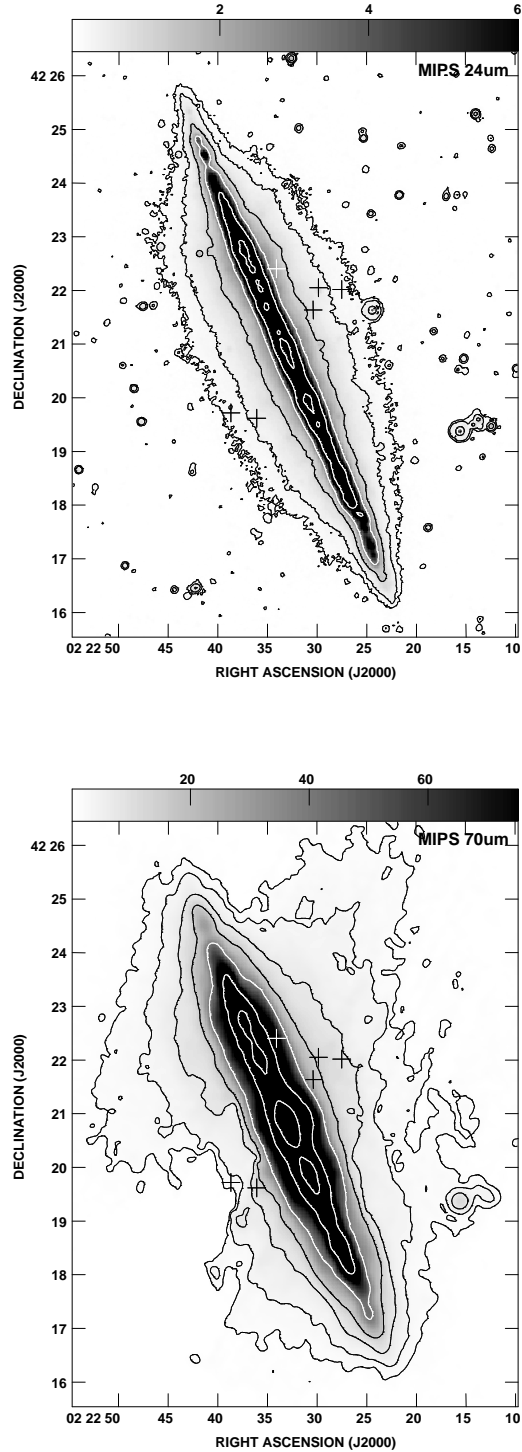 2 4 6
MIPS 24um
42 26
25
24
23
22
21
20
19
18
17
16
DECLINATION (J2000)
02 22 50 45 40 35 30 25 20 15 10
RIGHT ASCENSION (J2000)
20 40 60
MIPS 70um
42 26
25
24
23
22
21
20
19
18
17
16
DECLINATION (J2000)
02 22 50 45 40 35 30 25 20 15 10
RIGHT ASCENSION (J2000)